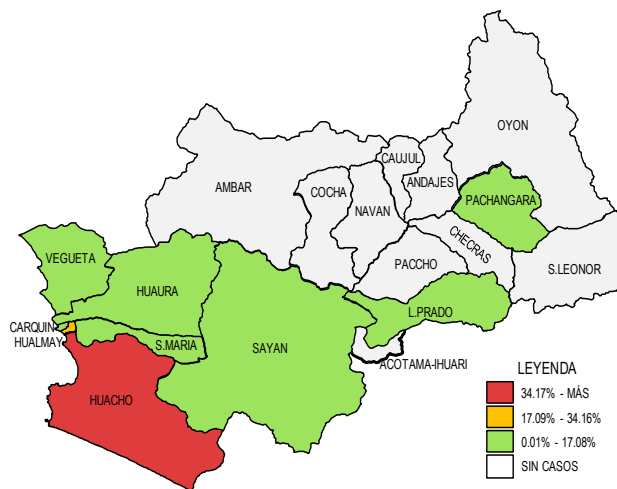 OYON
CAUJUL
ANDAJES
AMBAR
COCHA
NAVAN
PACHANGARA
CHECRAS
VEGUETA
PACCHO
S.LEONOR
HUAURA
L.PRADO
CARQUIN
HUALMAY
S.MARIA
SAYAN
ACOTAMA-IHUARI
HUACHO
LEYENDA
34.17% - MÁS
17.09% - 34.16%
0.01% - 17.08%
SIN CASOS